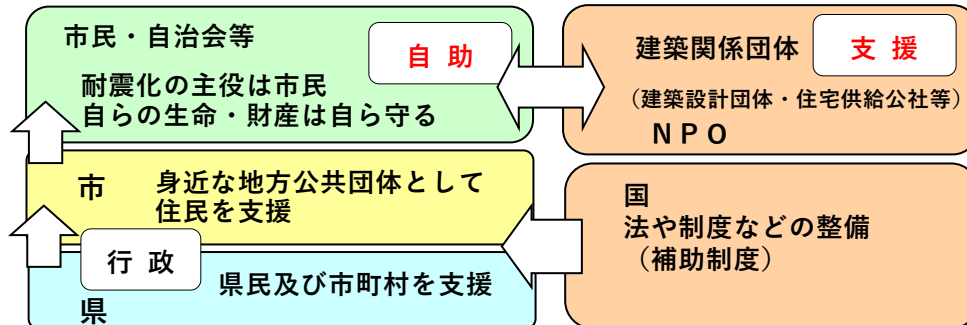 市民・自治会等
自 助
耐震化の主役は市民
自らの生命・財産は自ら守る
建築関係団体
支 援
（建築設計団体・住宅供給公社等）
ＮＰＯ
市
身近な地方公共団体として
住民を支援
国
法や制度などの整備
（補助制度）
行 政
県民及び市町村を支援
県